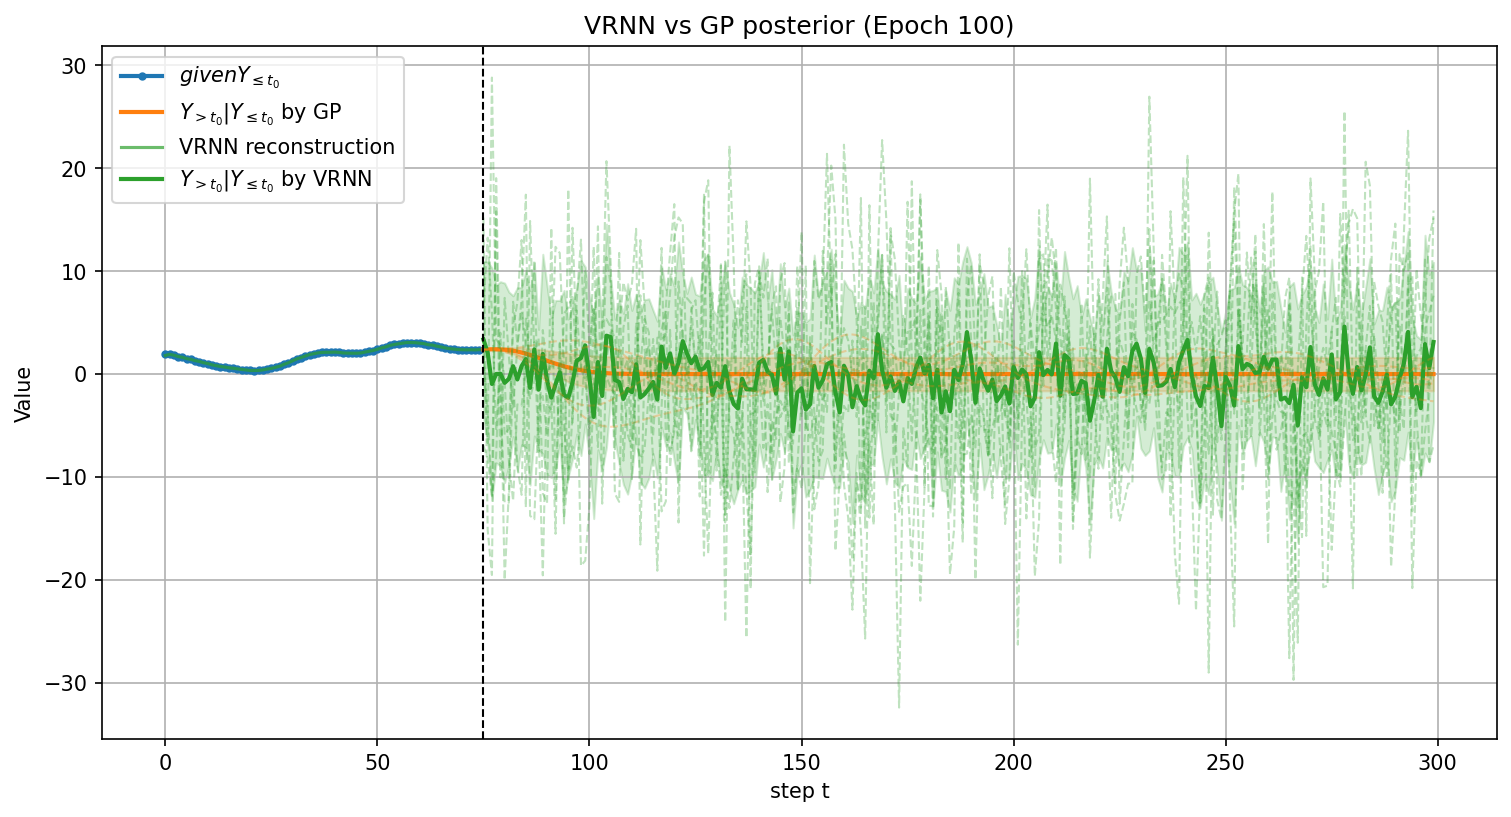 VRNN vs GP posterior (Epoch 100)
givenY≤t₀
Y>t₀|Y≤t₀ by GP
VRNN reconstruction
Y>t₀|Y≤t₀ by VRNN
Value
30
20
10
0
−10
−20
−30
0 50 100 150 200 250 300
step t